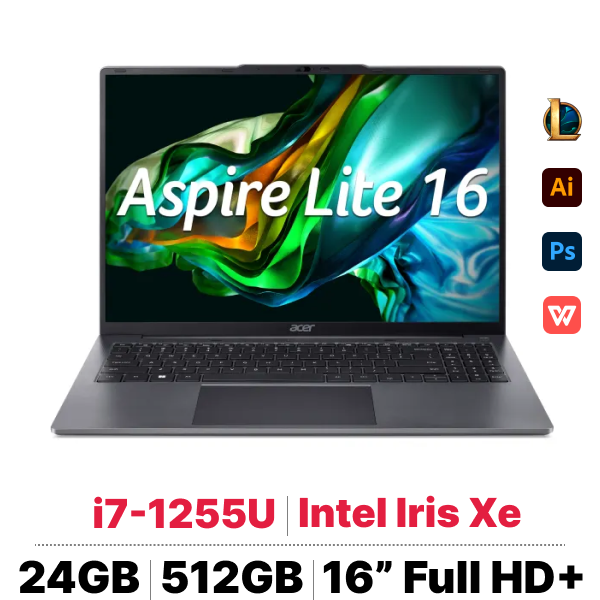 Aspire Lite 16
acer
Ai
Ps
W
i7-1255U Intel Iris Xe
24GB 512GB 16” Full HD+